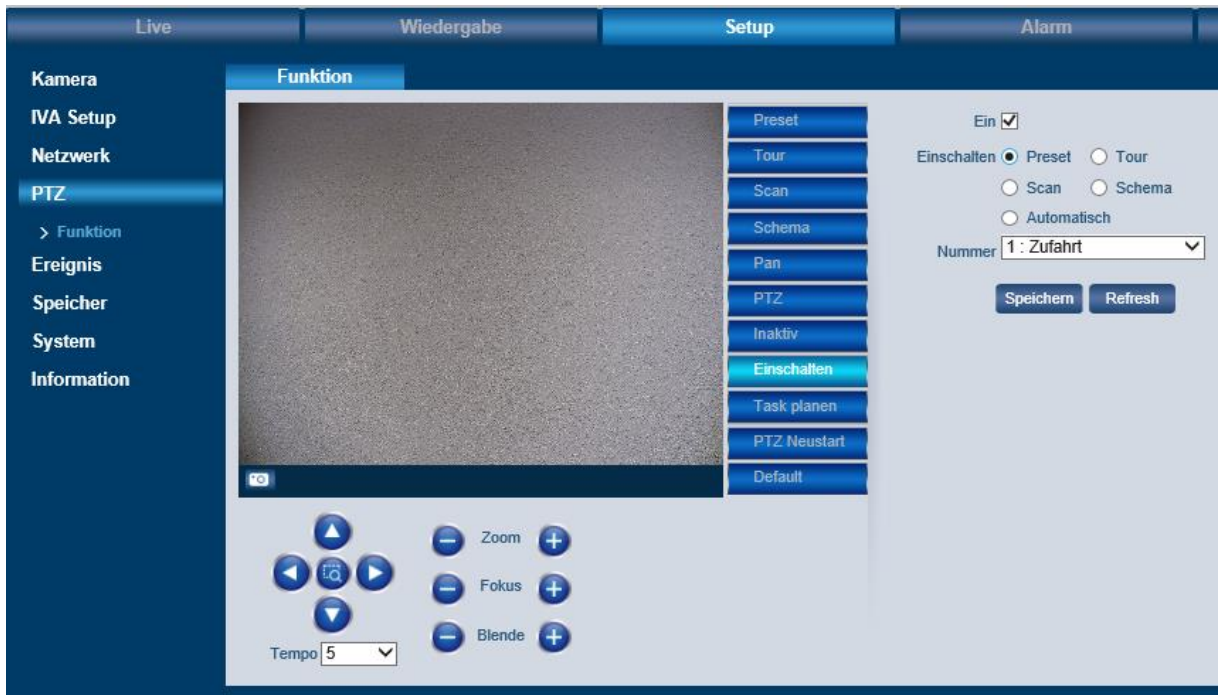 Live Wiedergabe Setup Alarm
Kamera
IVA Setup
Netzwerk
PTZ
> Funktion
Ereignis
Speicher
System
Information
Funktion
Preset
Tour
Scan
Schema
Pan
PTZ
Inaktiv
Einschalten
Task planen
PTZ Neustart
Default
Ein
Einschalten Preset Tour
Scan Schema
Automatisch
Nummer 1 : Zufahrt
Speichern Refresh
Zoom
Fokus
Blende
Tempo 5